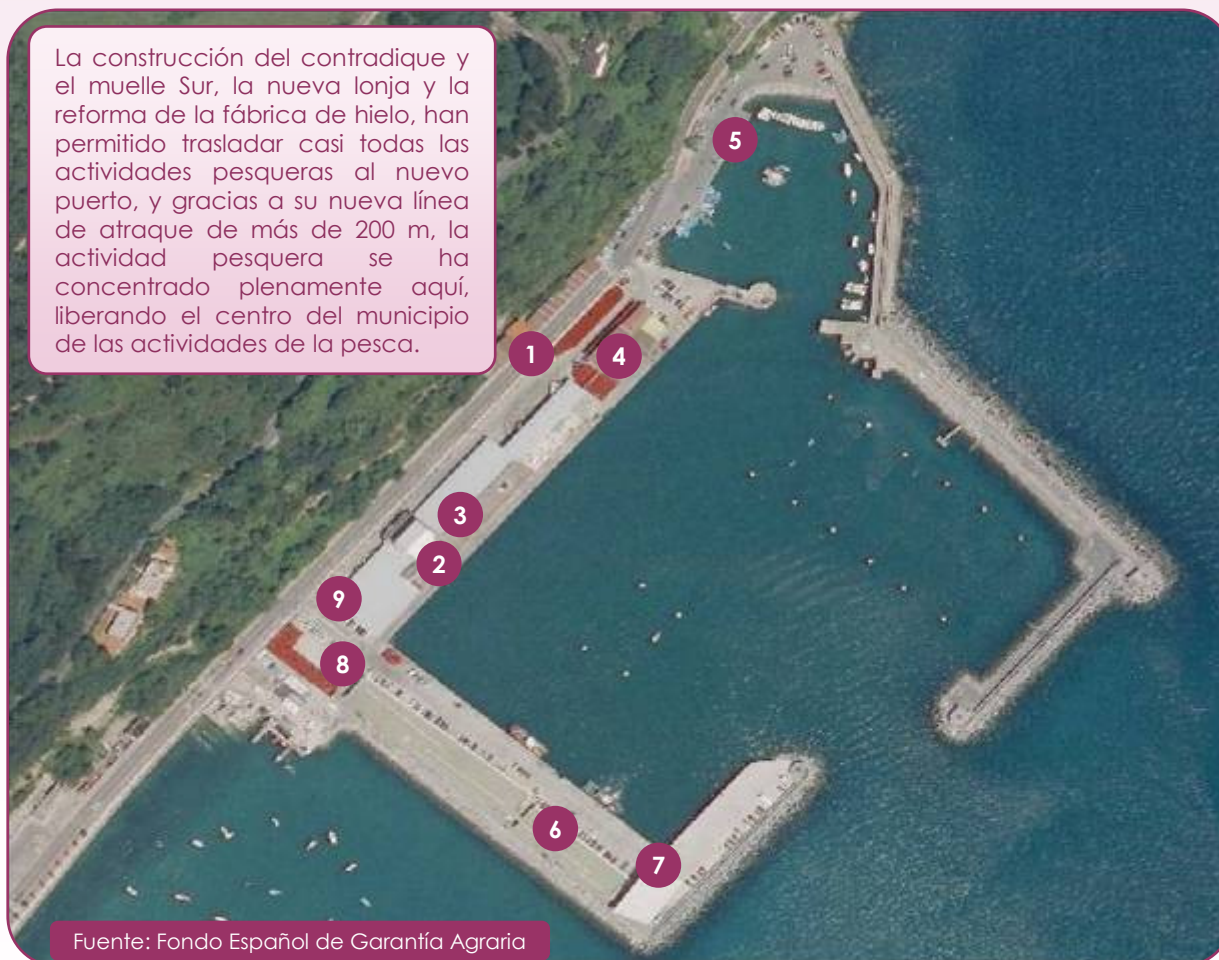 La construcción del contradique y
el muelle Sur, la nueva lonja y la
reforma de la fábrica de hielo, han
permitido trasladar casi todas las
actividades pesqueras al nuevo
puerto, y gracias a su nueva línea
de atraque de más de 200 m, la
actividad pesquera se ha
concentrado plenamente aquí,
liberando el centro del municipio
de las actividades de la pesca.
5
1
4
3
2
9
8
6
7
Fuente: Fondo Español de Garantía Agraria